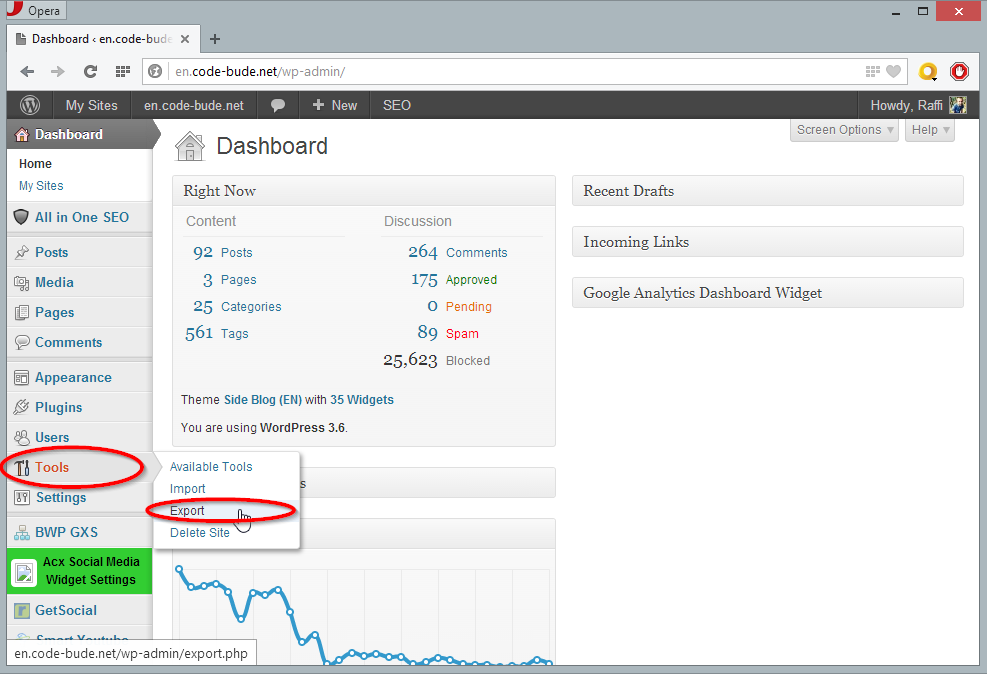 Opera
Dashboard ‹ en.code-bude
en.code-bude.net/wp-admin/
My Sites
en.code-bude.net
New
SEO
Howdy, Raffi
Dashboard
Home
My Sites
All in One SEO
Posts
Media
Pages
Comments
Appearance
Plugins
Users
Tools
Settings
BWP GXS
Acx Social Media
Widget Settings
GetSocial
Smart Youtube
Available Tools
Import
Export
Delete Site
Screen Options
Help
Dashboard
Right Now
Content
92 Posts
3 Pages
25 Categories
561 Tags
Discussion
264 Comments
175 Approved
0 Pending
89 Spam
25,623 Blocked
Theme Side Blog (EN) with 35 Widgets
You are using WordPress 3.6.
s
Recent Drafts
Incoming Links
Google Analytics Dashboard Widget
en.code-bude.net/wp-admin/export.php